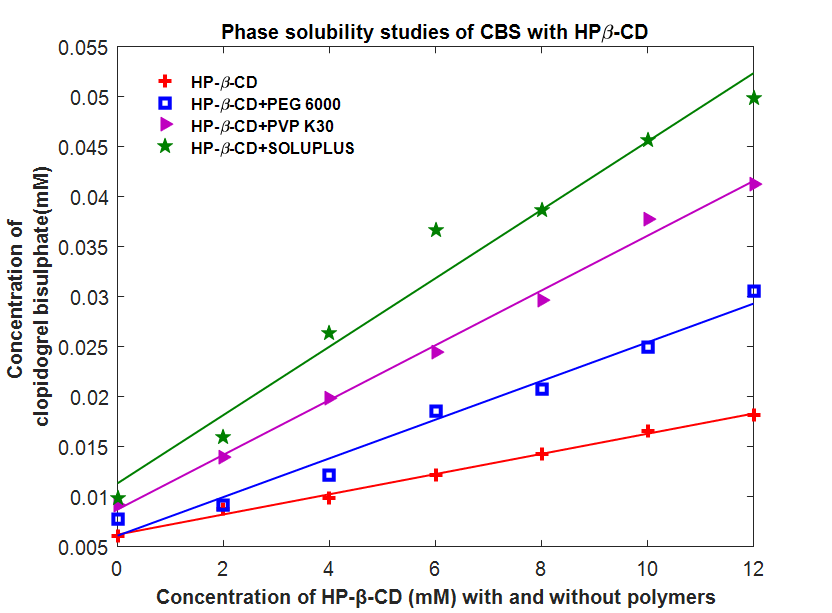 Phase solubility studies of CBS with HPβ-CD
HP-β-CD
HP-β-CD+PEG 6000
HP-β-CD+PVP K30
HP-β-CD+SOLUPLUS
0.055
0.05
0.045
0.04
0.035
0.03
0.025
0.02
0.015
0.01
0.005
Concentration of
clopidogrel bisulphate(mM)
0 2 4 6 8 10 12
Concentration of HP-β-CD (mM) with and without polymers